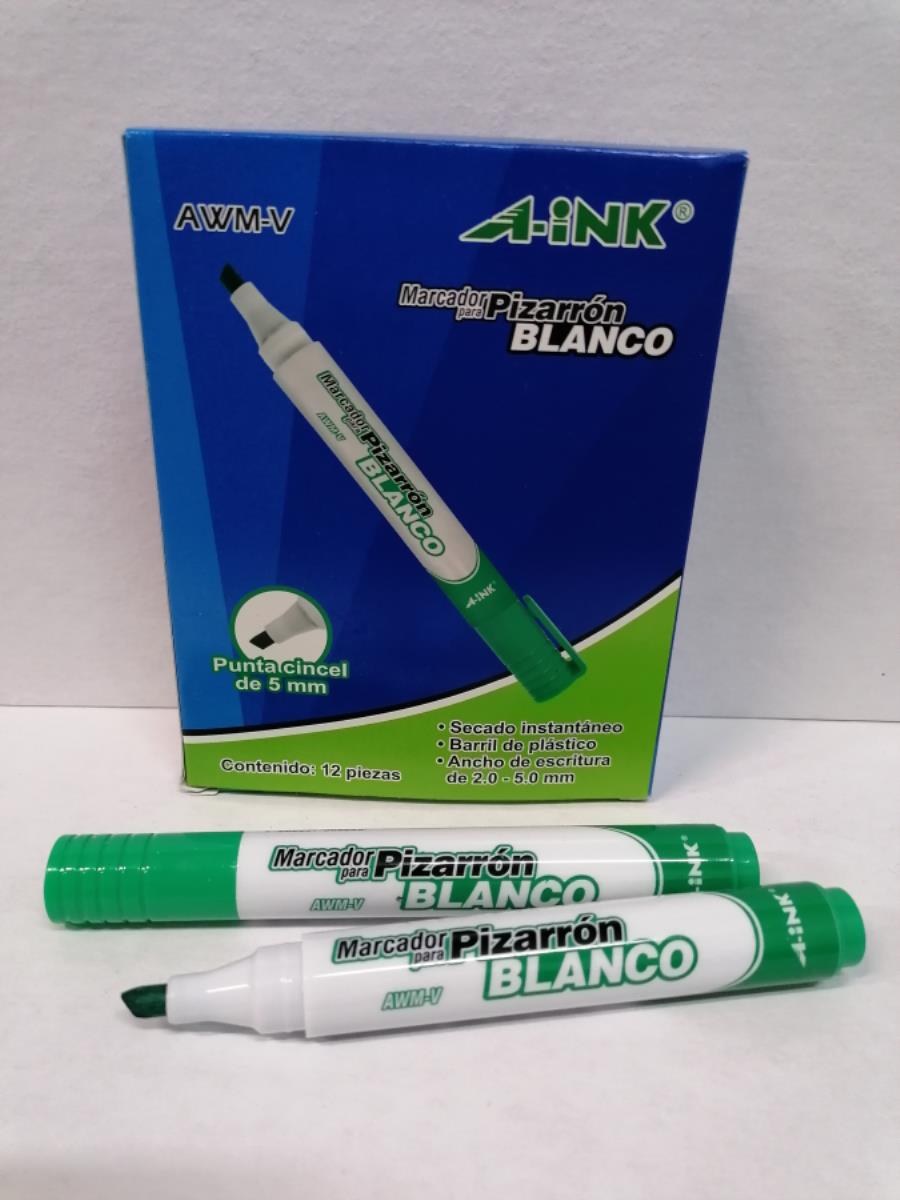 AWM-V
A-iNK®
Marcador
para Pizarrón
BLANCO
Marcador
para Pizarrón
AWM-V
BLANCO
A-iNK®
Punta cincel
de 5 mm
• Secado instantáneo
• Barril de plástico
• Ancho de escritura
de 2.0 - 5.0 mm
Contenido: 12 piezas
Marcador
para Pizarrón
AWM-V BLANCO
A-iNK®
Marcador
para Pizarrón
AWM-V BLANCO
A-iNK®